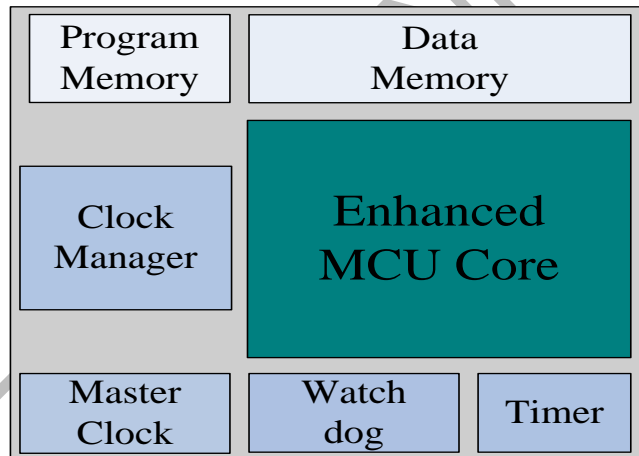 Program
Memory
Data
Memory
Clock
Manager
Enhanced
MCU Core
Master
Clock
Watch
dog
Timer